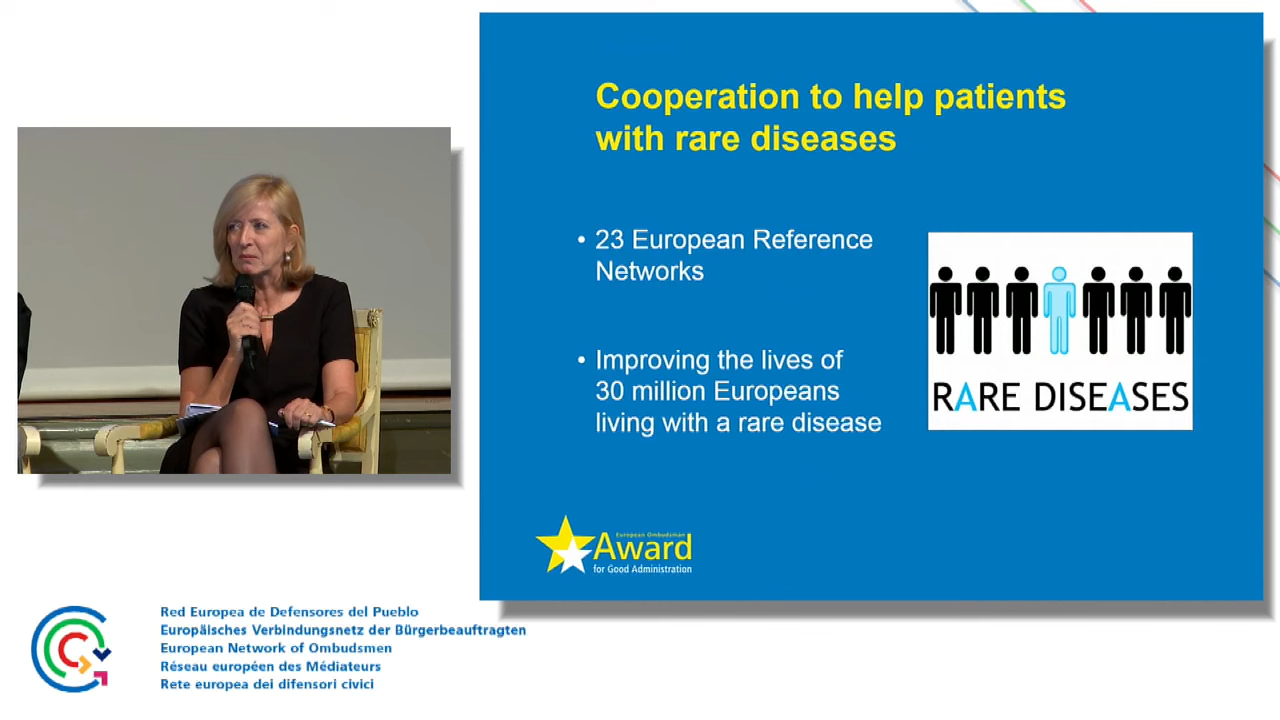 Cooperation to help patients
with rare diseases
• 23 European Reference
Networks
• Improving the lives of
30 million Europeans
living with a rare disease
RARE DISEASES
European Ombudsman
Award
for Good Administration
Red Europea de Defensores del Pueblo
Europäisches Verbindungsnetz der Bürgerbeauftragten
European Network of Ombudsmen
Réseau européen des Médiateurs
Rete europea dei difensori civici